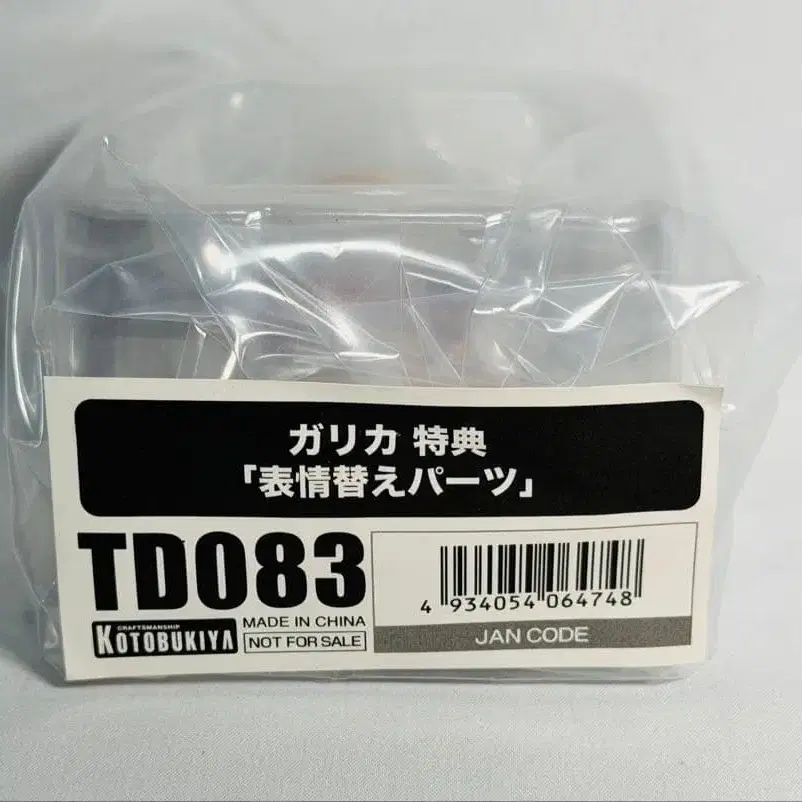 ガリカ 特典
「表情替えパーツ」
TD083
CRAFTSMANSHIP
KOTOBUKIYA
MADE IN CHINA
NOT FOR SALE
4 934054 064748
JAN CODE